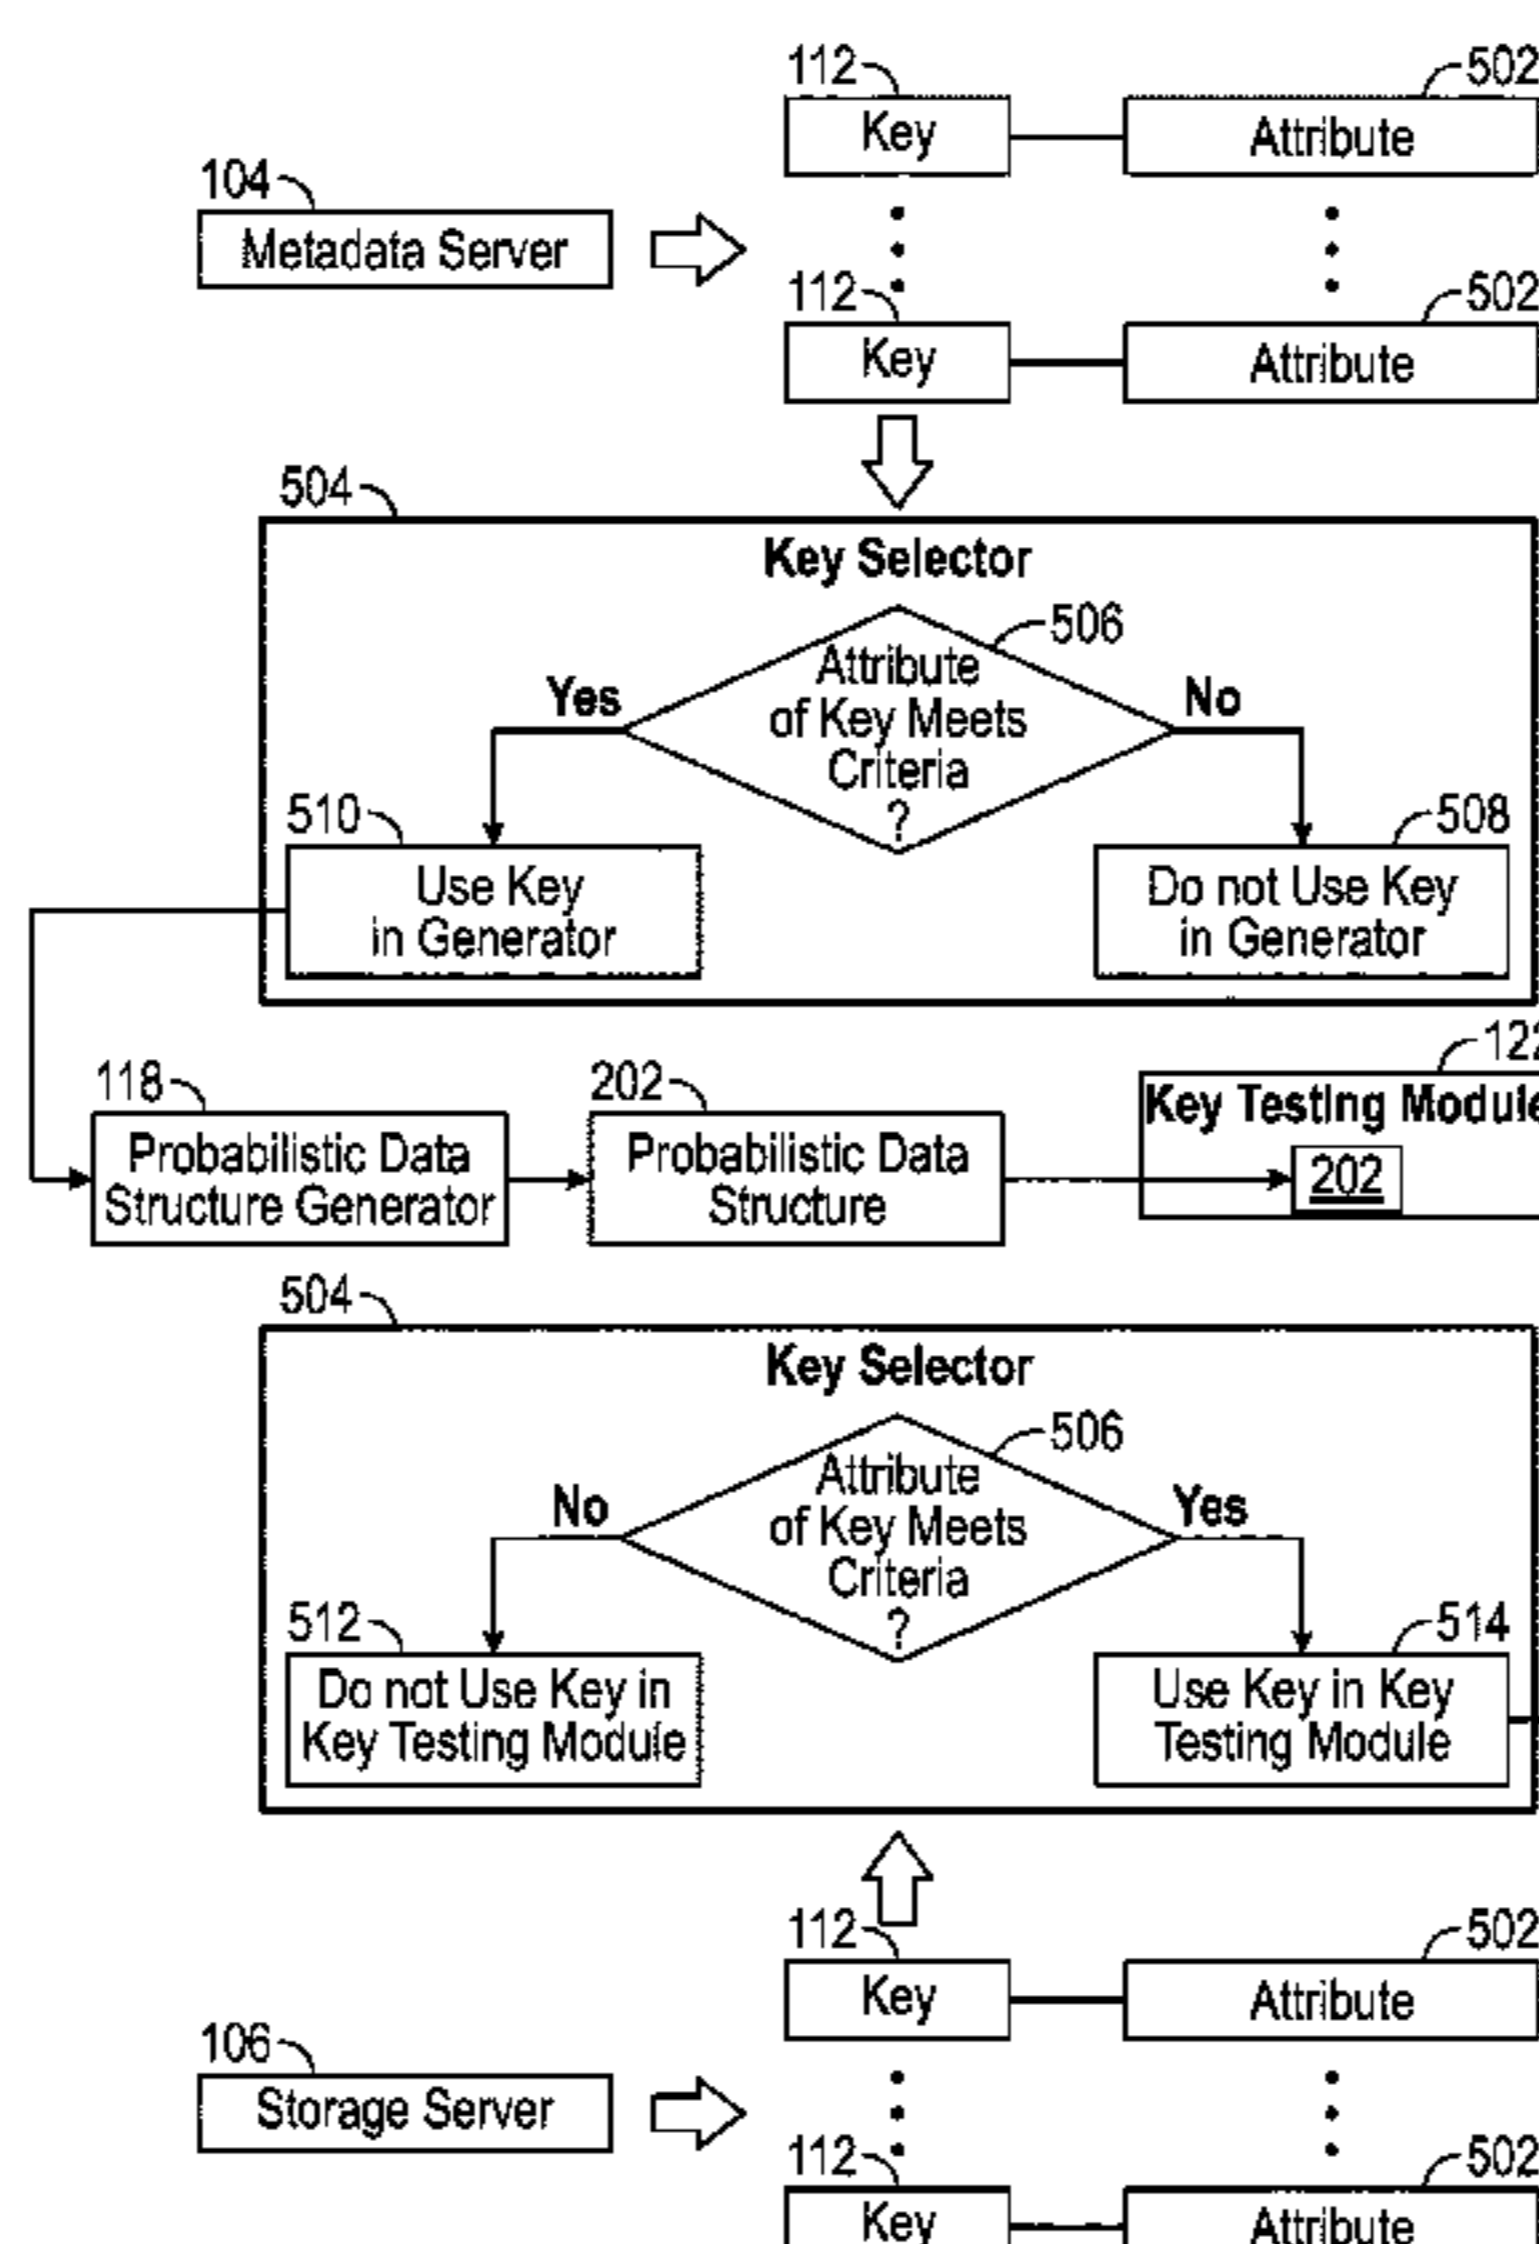 112
502
Key
Attribute
104
Metadata Server
112
502
Key
Attribute
504
Key Selector
506
Attribute
of Key Meets
Criteria
?
Yes
No
510
508
Use Key
in Generator
Do not Use Key
in Generator
118
202
122
Probabilistic Data
Structure Generator
Probabilistic Data
Structure
Key Testing Module
202
504
Key Selector
506
Attribute
of Key Meets
Criteria
?
No
Yes
512
514
Do not Use Key in
Key Testing Module
Use Key in Key
Testing Module
112
502
Key
Attribute
106
Storage Server
112
502
Key
Attribute